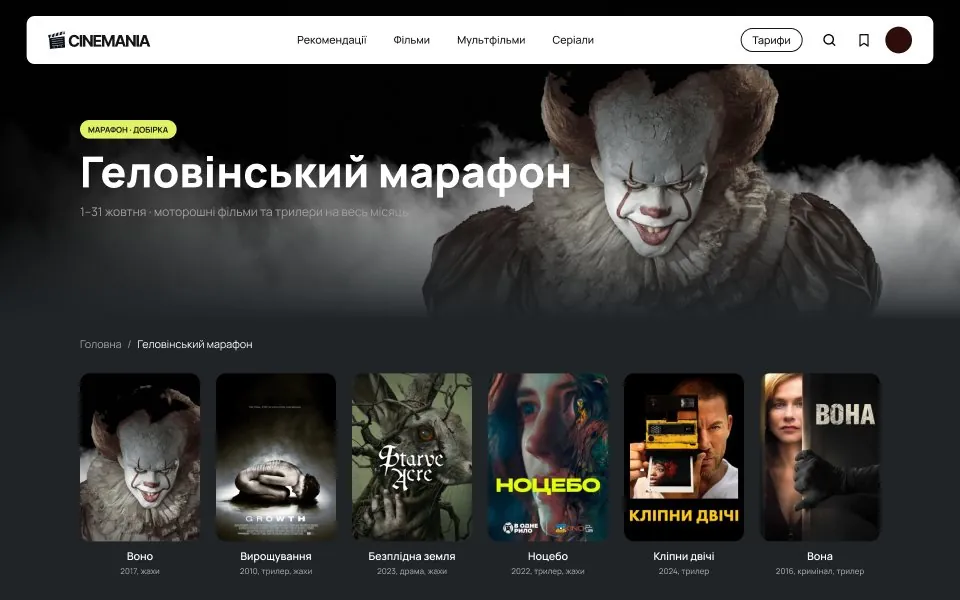 CINEMANIA
Рекомендації
Фільми
Мультфільми
Серіали
Тарифи
МАРАФОН · ДОБІРКА
Геловінський марафон
1–31 жовтня · моторошні фільми та трилери на весь місяць
Головна / Геловінський марафон
GROWTH
Starve
Acre
НОЦЕБО
В ОДНЕ
РИЛО
КЛІПНИ ДВІЧІ
ВОНА
Воно
2017, жахи
Вирощування
2010, трилер, жахи
Безплідна земля
2023, драма, жахи
Ноцебо
2022, трилер, жахи
Кліпни двічі
2024, трилер
Вона
2016, кримінал, трилер